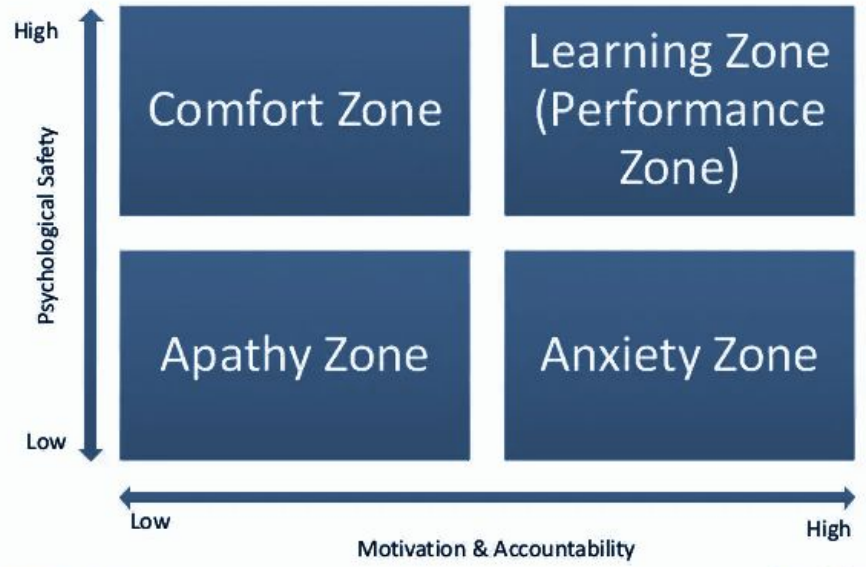 High
Comfort Zone
Learning Zone
(Performance
Zone)
Psychological Safety
Apathy Zone
Anxiety Zone
Low
Low
High
Motivation & Accountability